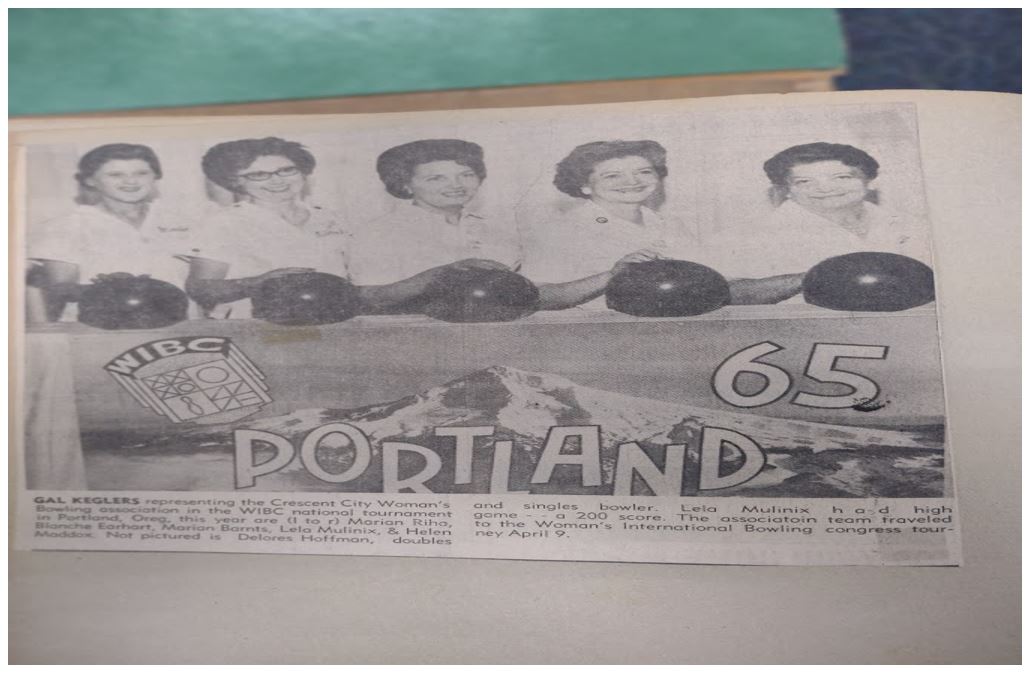 WIBC
65
PORTLAND
GAL KEGLERS representing the Crescent City Woman's
Bowling association in the WIBC national tournament
in Portland, Oreg. this year are (l to r) Marian Riha,
Blanche Earhart, Marian Barnts, Lela Mulinix, & Helen
Maddox. Not pictured is Delores Hoffman, doubles
and singles bowler. Lela Mulinix had high
game - - a 200 score. The associatoin team traveled
to the Woman's International Bowling congress tour-
ney April 9.